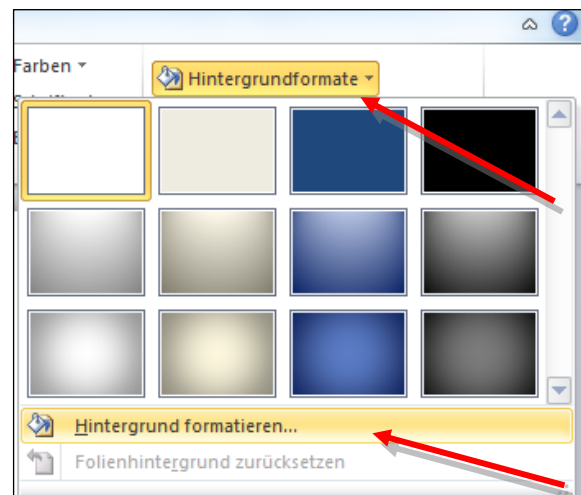 Farben
Hintergrundformate
Hintergrund formatieren...
Folienhintergrund zurücksetzen